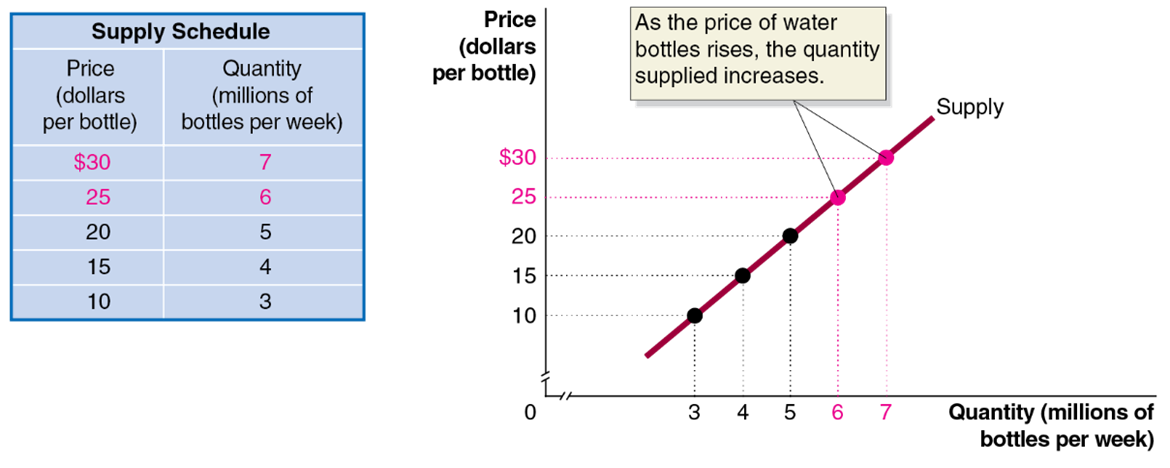 Supply Schedule
Price
(dollars
per bottle)
Quantity
(millions of
bottles per week)
$30 7
25 6
20 5
15 4
10 3
Price
(dollars
per bottle)
As the price of water
bottles rises, the quantity
supplied increases.
Supply
$30
25
20
15
10
0 3 4 5 6 7
Quantity (millions of
bottles per week)